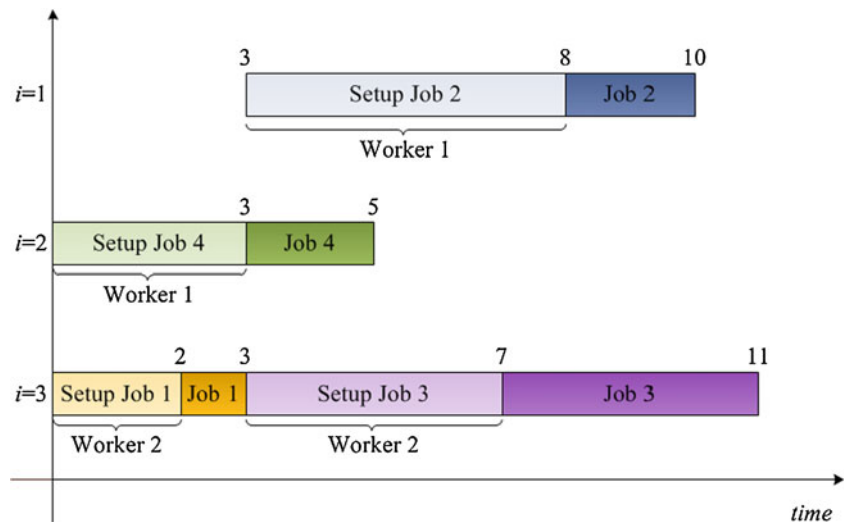 3 8 10
i=1 Setup Job 2 Job 2
Worker 1
3 5
i=2 Setup Job 4 Job 4
Worker 1
2 3 7 11
i=3 Setup Job 1 Job 1 Setup Job 3 Job 3
Worker 2 Worker 2
time